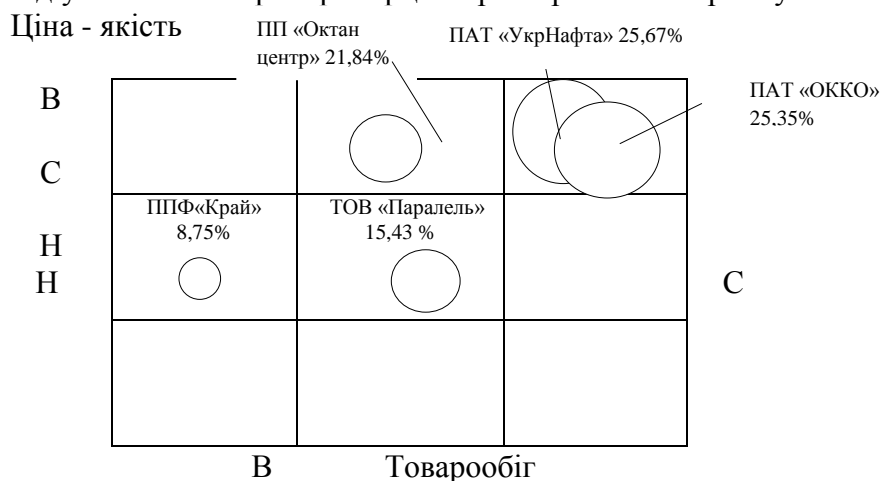 Ціна - якість
ПП «Октан
центр» 21,84%
ПАТ «УкрНафта» 25,67%
ПАТ «ОККО»
25,35%
В
С
ППФ«Край»
8,75%
ТОВ «Паралель»
15,43 %
Н
Н
С
В
Товарообіг